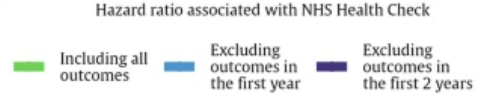 Hazard ratio associated with NHS Health Check
Including all
outcomes
Excluding
outcomes in
the first year
Excluding
outcomes in
the first 2 years